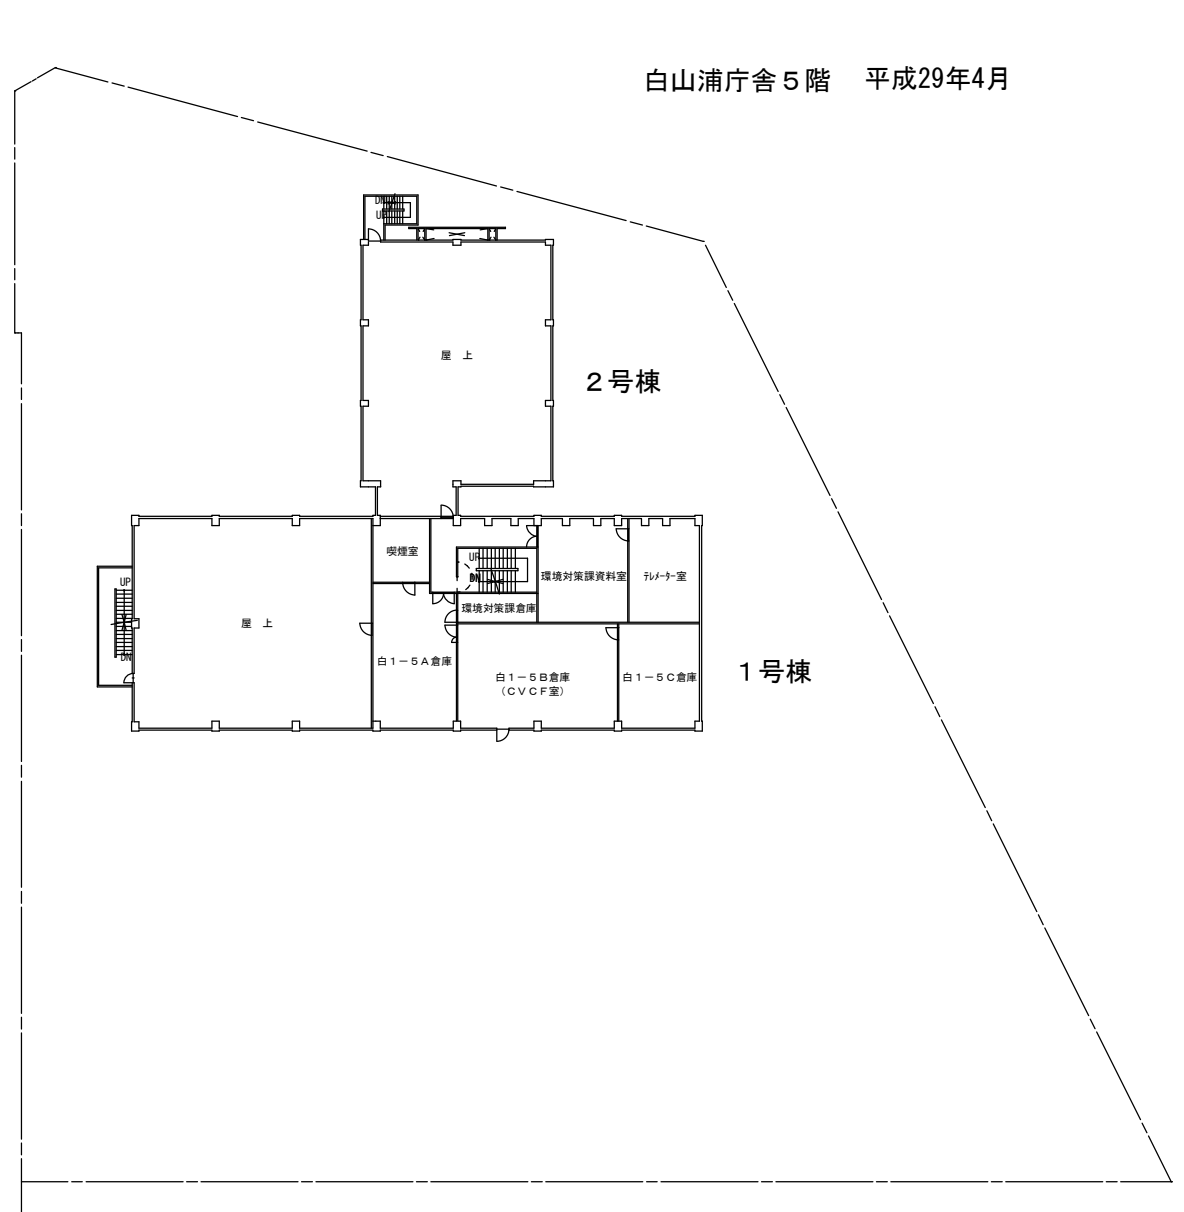 白山浦庁舎５階　平成29年4月
DN
UP
屋　上
２号棟
喫煙室
UP
DN
環境対策課資料室
ﾃﾚﾒｰﾀｰ室
UP
環境対策課倉庫
屋　上
DN
白１－５Ａ倉庫
白１－５Ｂ倉庫
（ＣＶＣＦ室）
白１－５Ｃ倉庫
１号棟